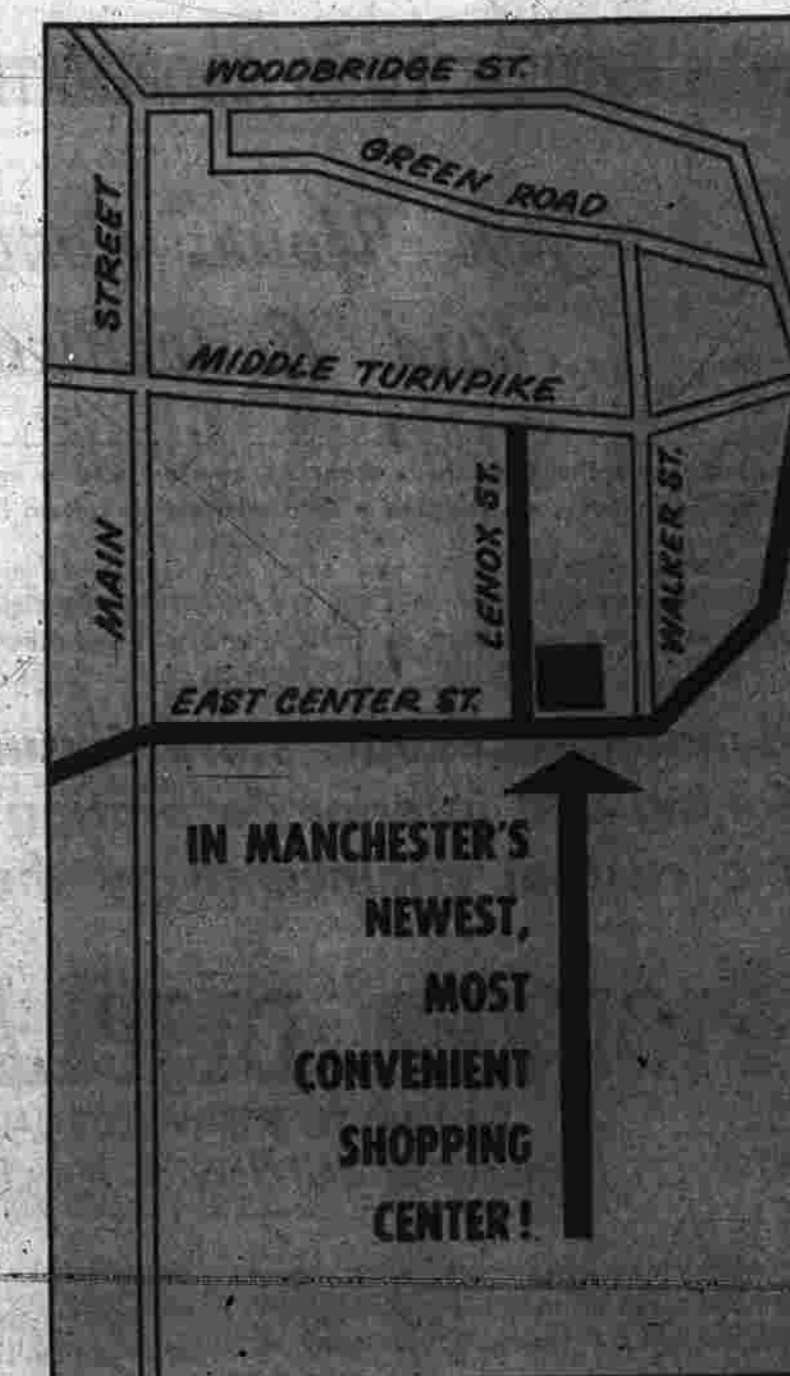 WOODBRIDGE ST.
GREEN ROAD
STREET
MIDDLE TURNPIKE
MAIN
LENOX ST.
WALKER ST.
EAST CENTER ST.
IN MANCHESTER'S
NEWEST,
MOST
CONVENIENT
SHOPPING
CENTER!